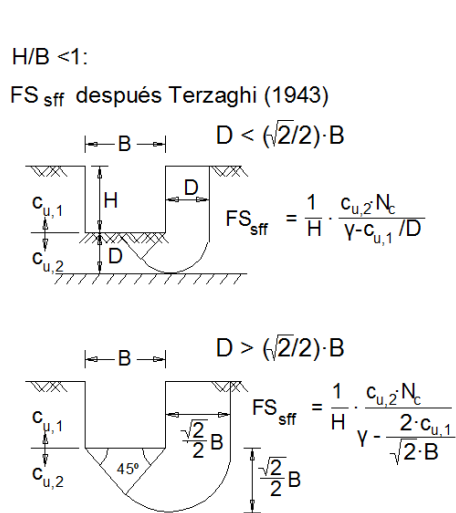 H/B <1:
FS sff después Terzaghi (1943)
D < (√2/2)·B
B
H
D
c u,1
c u,2
D
FS sff = 1/H · c u,2·N c / γ-c u,1 /D
D > (√2/2)·B
B
c u,1
c u,2
45º
√2/2 B
√2/2 B
FS sff = 1/H · c u,2·N c / γ - 2·c u,1/√2·B